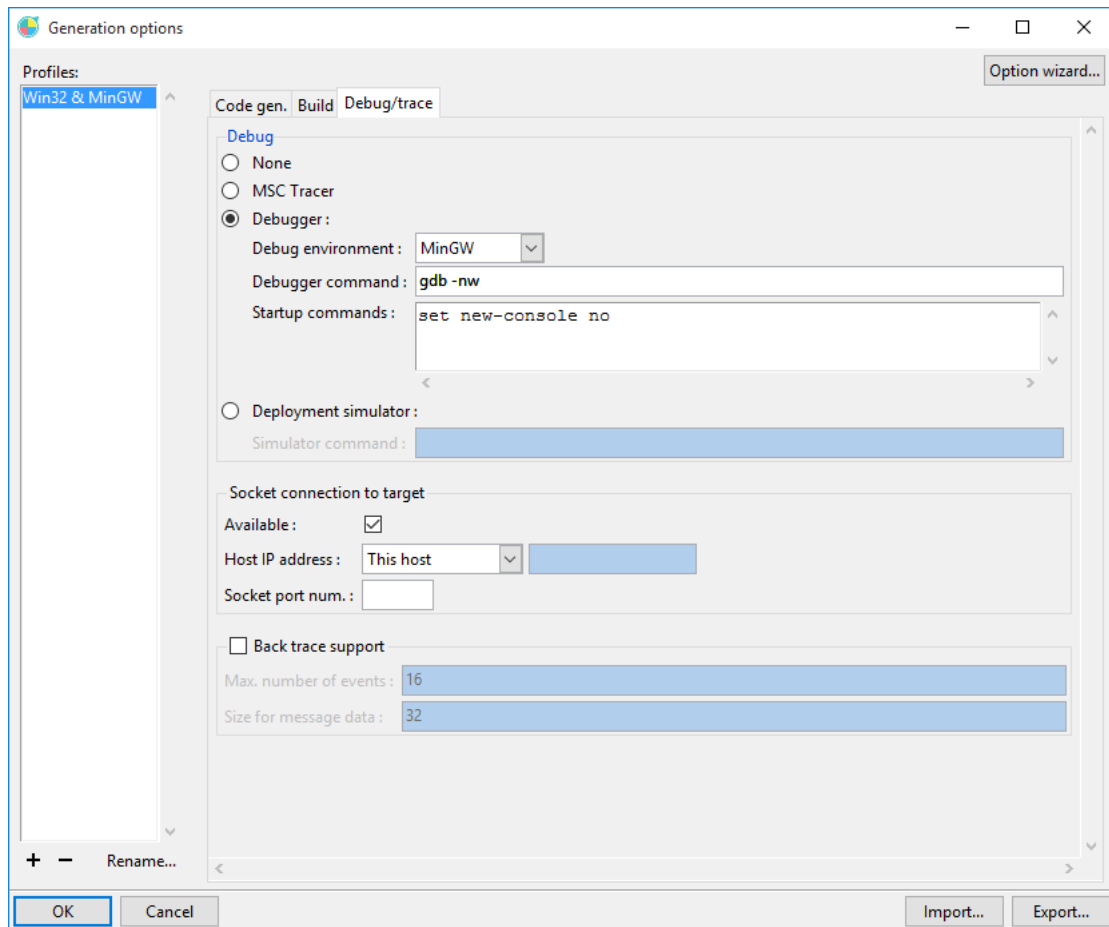 Generation options
Profiles:
Option wizard...
Win32 & MinGW
Code gen. Build Debug/trace
Debug
None
MSC Tracer
Debugger :
Debug environment : MinGW
Debugger command : gdb -nw
Startup commands : set new-console no
Deployment simulator :
Simulator command :
Socket connection to target
Available :
Host IP address : This host
Socket port num. :
Back trace support
Max. number of events : 16
Size for message data : 32
Rename...
OK Cancel Import... Export...